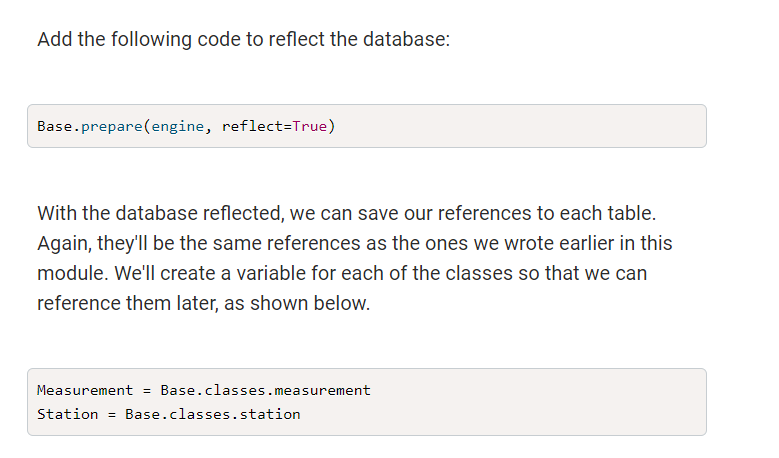 Add the following code to reflect the database:
Base.prepare(engine, reflect=True)
With the database reflected, we can save our references to each table.
Again, they'll be the same references as the ones we wrote earlier in this
module. We'll create a variable for each of the classes so that we can
reference them later, as shown below.
Measurement = Base.classes.measurement
Station = Base.classes.station